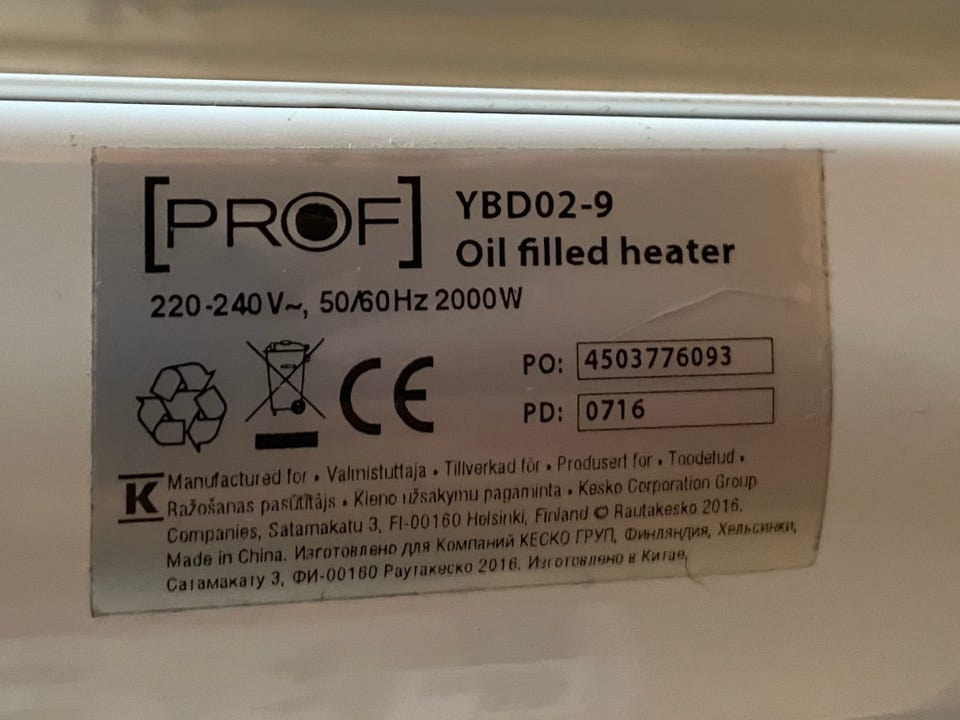 [PROF]
YBD02-9
Oil filled heater
220-240V~, 50/60Hz 2000W
CE
PO: 4503776093
PD: 0716
K
Manufactured for • Valmistuttaja • Tillverkad för • Produsert for • Toodetud •
Ražošanas pasūtītājs • Kieno užsakymu pagaminta • Kesko Corporation Group
Companies, Satamakatu 3, FI-00160 Helsinki, Finland © Rautakesko 2016.
Made in China. Изготовлено для Компаний КЕСКО ГРУП, Финляндия, Хельсинки,
Сатамакату 3, ФИ-00160 Раутакеско 2016. Изготовлено в Китае.